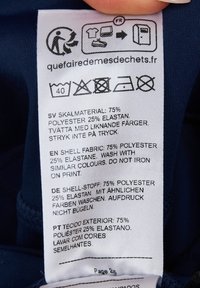 FR
quefairedemesdechets.fr
40
SV SKALMATERIAL: 75%
POLYESTER 25% ELASTAN.
TVÄTTA MED LIKNANDE FÄRGER.
STRYK INTE PÅ TRYCK
EN SHELL FABRIC: 75% POLYESTER
25% ELASTANE. WASH WITH
SIMILAR COLOURS. DO NOT IRON
ON PRINT.
DE SHELL-STOFF: 75% POLYESTER
25% ELASTAN. MIT ÄHNLICHEN
FARBEN WASCHEN. AUFDRUCK
NICHT BÜGELN.
PT TECIDO EXTERIOR: 75%
POLIÉSTER 25% ELASTANO.
LAVAR COM CORES
SEMELHANTES.
Page